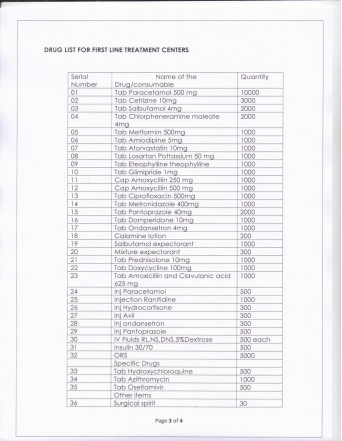 DRUG LIST FOR FIRST LINE TREATMENT CENTERS
Serial Number Name of the Drug/consumable Quantity
01 Tab Paracetamol 500 mg 10000
02 Tab Cetrizine 10mg 3000
03 Tab Salbutamol 4mg 2000
04 Tab Chlorpheneramine maleate 4mg 2000
05 Tab Metformin 500mg 1000
06 Tab Amlodipine 5mg 1000
07 Tab Atorvastatin 10mg 1000
08 Tab Losartan Pottassium 50 mg 1000
09 Tab Eteophylline theophylline 1000
10 Tab Glimipride 1mg 1000
11 Cap Amoxycillin 250 mg 1000
12 Cap Amoxycillin 500 mg 1000
13 Tab Ciprofloxacin 500mg 1000
14 Tab Metronidazole 400mg 1000
15 Tab Pantoprazole 40mg 2000
16 Tab Domperidone 10mg 1000
17 Tab Ondansetron 4mg 1000
18 Calamine lotion 200
19 Salbutamol expectorant 1000
20 Mixture expectorant 300
21 Tab Prednisolone 10mg 1000
22 Tab Doxycycline 100mg 1000
23 Tab Amoxicillin and Clavulanic acid 625 mg 1000
24 Inj Paracetamol 500
25 Injection Ranitidine 1000
26 Inj Hydrocortisone 300
27 Inj Avil 300
28 Inj ondansetron 300
29 Inj Pantoprazole 500
30 IV Fluids RL,NS,DNS,5%Dextrose 500 each
31 Insulin 30/70 500
32 ORS 5000
Specific Drugs
33 Tab Hydroxychloroquine 500
34 Tab Azithromycin 1000
35 Tab Oseltamivir 500
Other items
36 Surgical spirit 30
Page 3 of 4